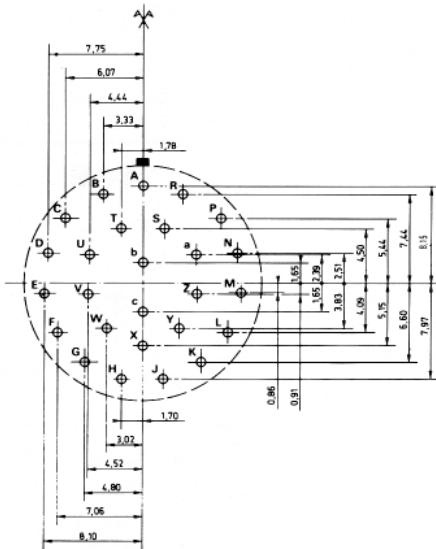 A A
7,75
6,07
4,44
3,33
1,78
A
B R
C P
T S
D U b a N
E V Z M
c
F W Y L
X
G K
H J
1,65
2,39
2,51
4,50
5,44
7,44
8,15
1,65
3,83
4,09
5,15
6,60
7,97
0,86
0,91
1,70
3,02
4,52
4,80
7,06
8,10